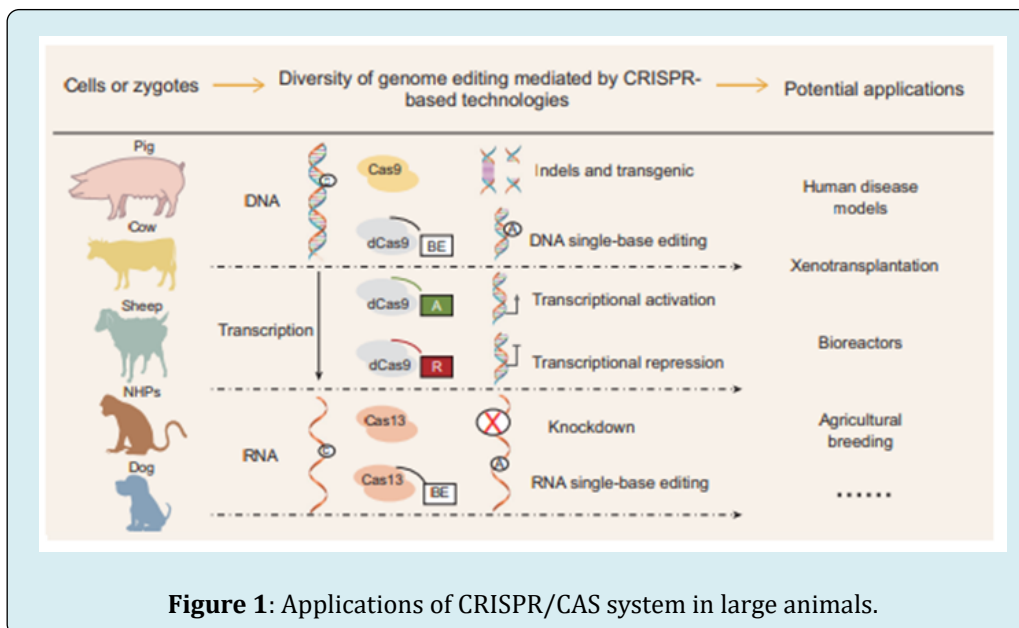 Cells or zygotes
Diversity of genome editing mediated by CRISPR-
based technologies
Potential applications
Pig
Cow
Sheep
NHPs
Dog
DNA
Cas9
Indels and transgenic
dCas9
BE
A
DNA single-base editing
Transcription
dCas9
A
Transcriptional activation
dCas9
R
Transcriptional repression
RNA
Cas13
X
Knockdown
Cas13
BE
A
RNA single-base editing
Human disease
models
Xenotransplantation
Bioreactors
Agricultural
breeding
......
Figure 1: Applications of CRISPR/CAS system in large animals.